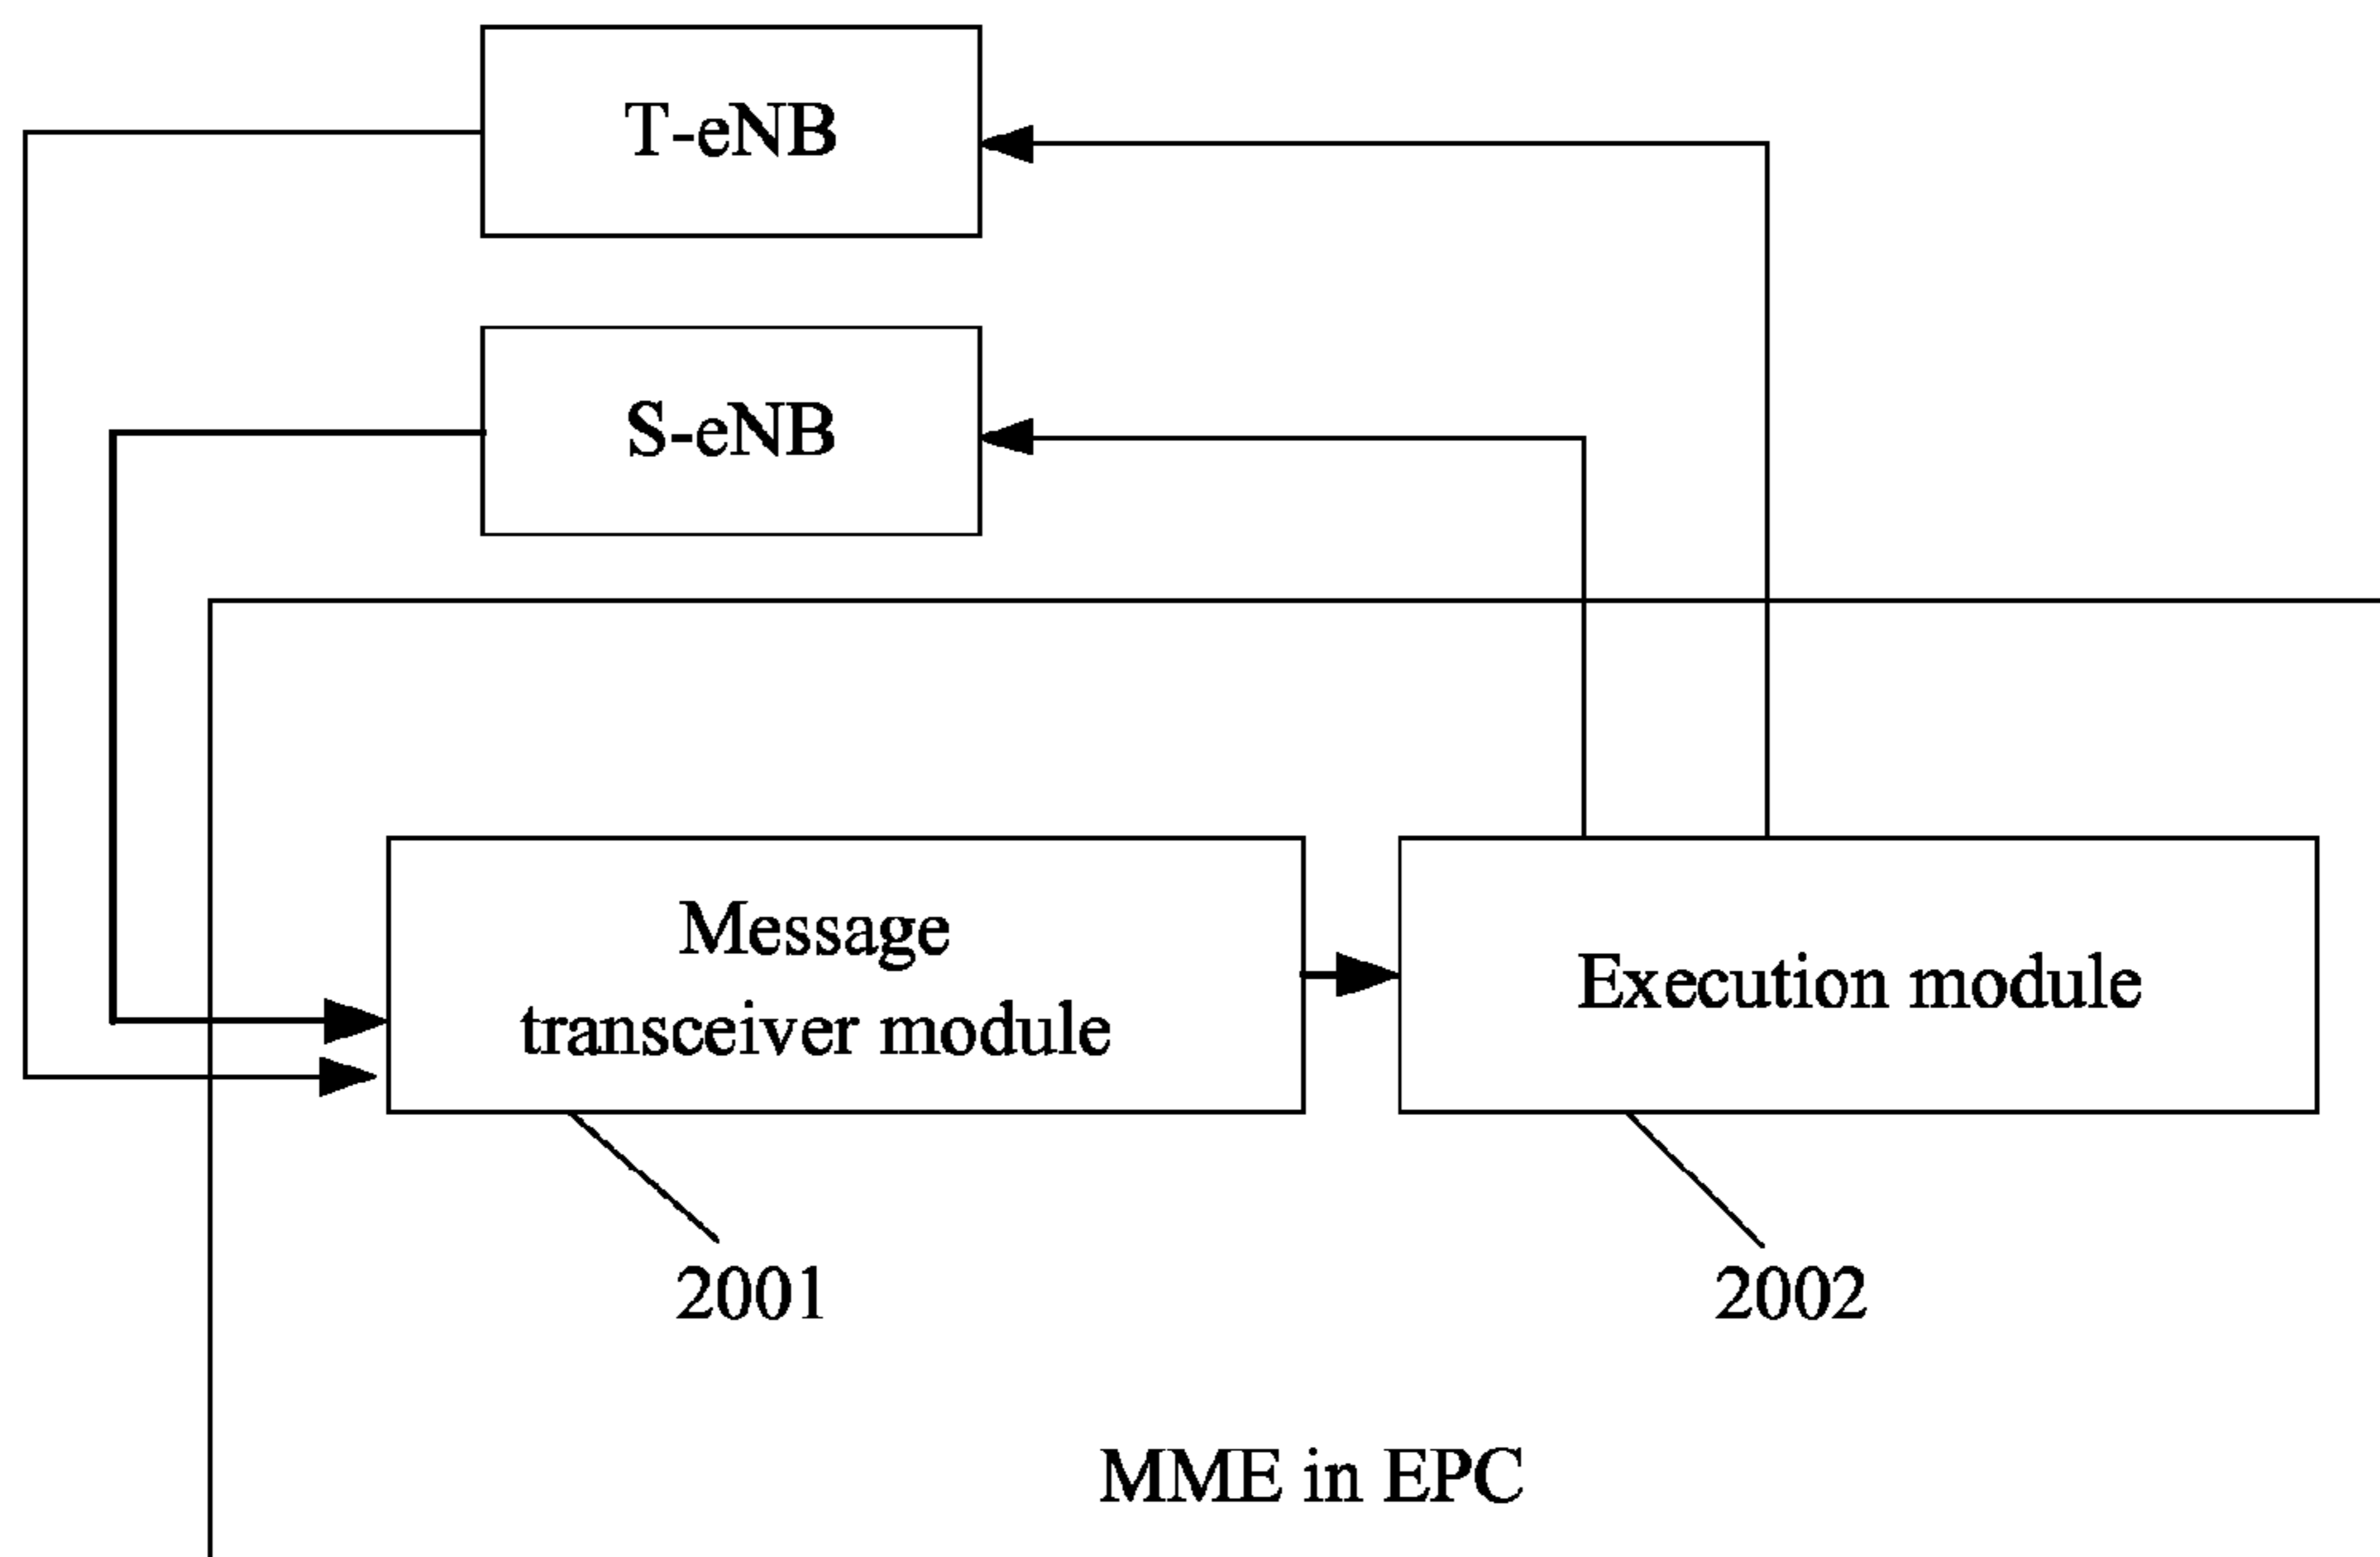 T-eNB
S-eNB
Message
transceiver module
Execution module
2001
2002
MME in EPC